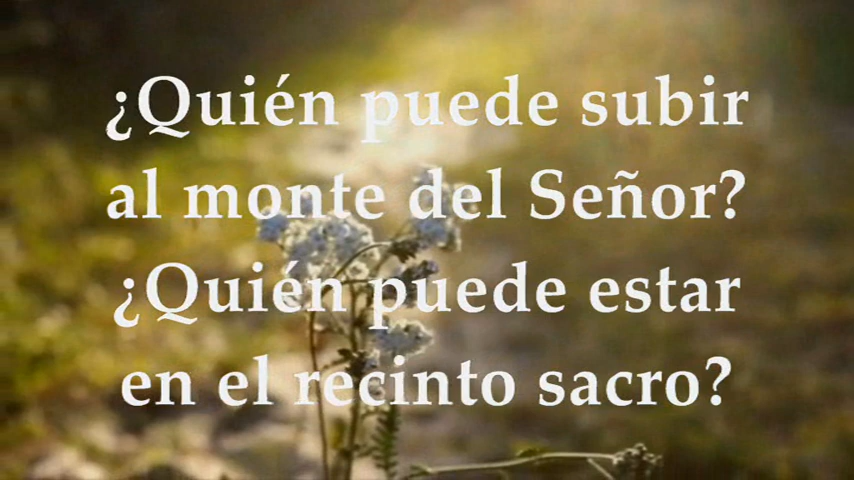 ¿Quién puede subir
al monte del Señor?
¿Quién puede estar
en el recinto sacro?